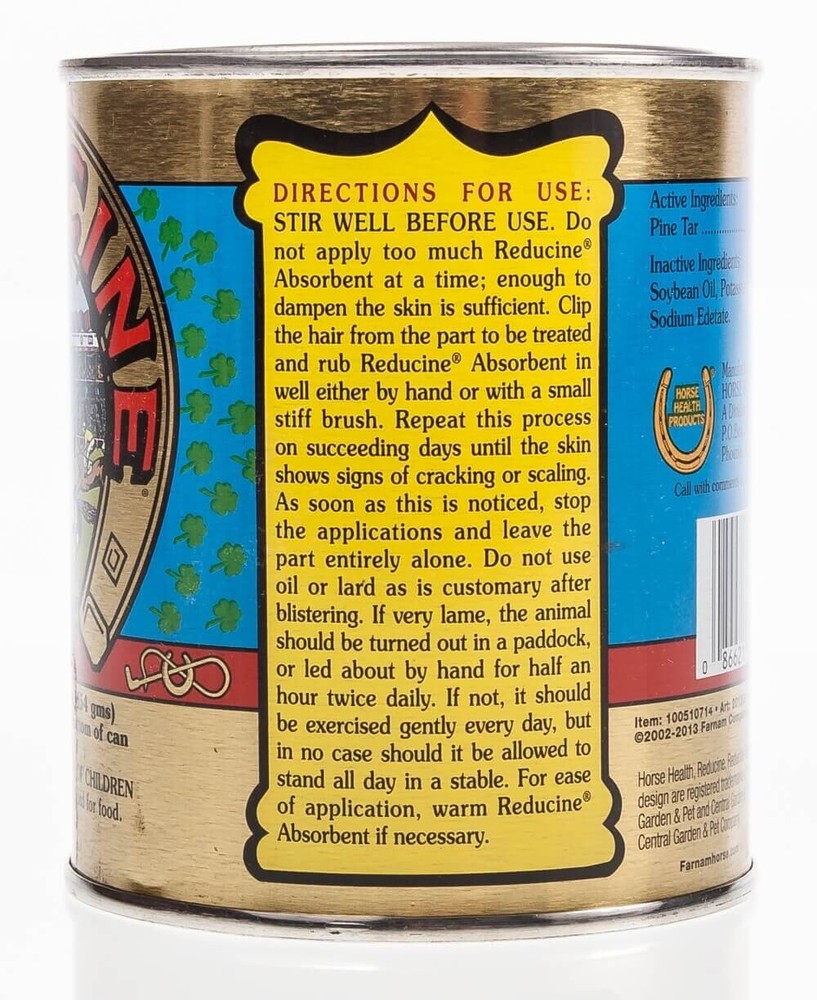 DIRECTIONS FOR USE:
STIR WELL BEFORE USE. Do
not apply too much Reducine®
Absorbent at a time; enough to
dampen the skin is sufficient. Clip
the hair from the part to be treated
and rub Reducine® Absorbent in
well either by hand or with a small
stiff brush. Repeat this process
on succeeding days until the skin
shows signs of cracking or scaling.
As soon as this is noticed, stop
the applications and leave the
part entirely alone. Do not use
oil or lard as is customary after
blistering. If very lame, the animal
should be turned out in a paddock,
or led about by hand for half an
hour twice daily. If not, it should
be exercised gently every day, but
in no case should it be allowed to
stand all day in a stable. For ease
of application, warm Reducine®
Absorbent if necessary.
CINE®
gms)
of can
CHILDREN
for food.
Active Ingredients:
Pine Tar
Inactive Ingredients
Soybean Oil,
Sodium Edetate.
HORSE
HEALTH
PRODUCTS
HORS
P.O.
Call with comments
0 8662
Item: 100510714 • Art:
©2002-2013 Farnam
Horse Health, Reducine,
design are registered
Garden & Pet and Central
Central Garden & Pet
Farnamhorse